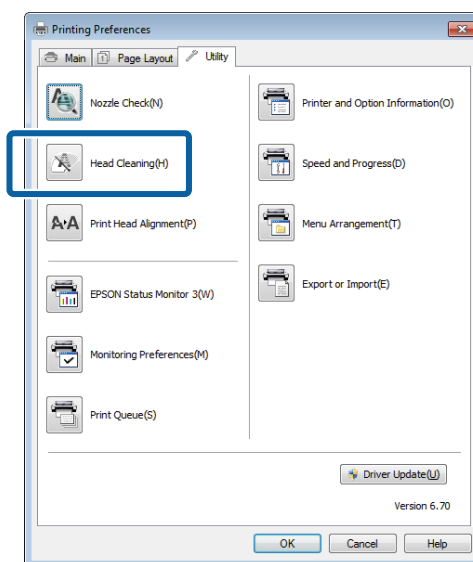 Printing Preferences
Main Page Layout Utility
Nozzle Check(N)
Head Cleaning(H)
Print Head Alignment(P)
EPSON Status Monitor 3(W)
Monitoring Preferences(M)
Print Queue(S)
Printer and Option Information(O)
Speed and Progress(D)
Menu Arrangement(T)
Export or Import(E)
Driver Update(U)
Version 6.70
OK Cancel Help